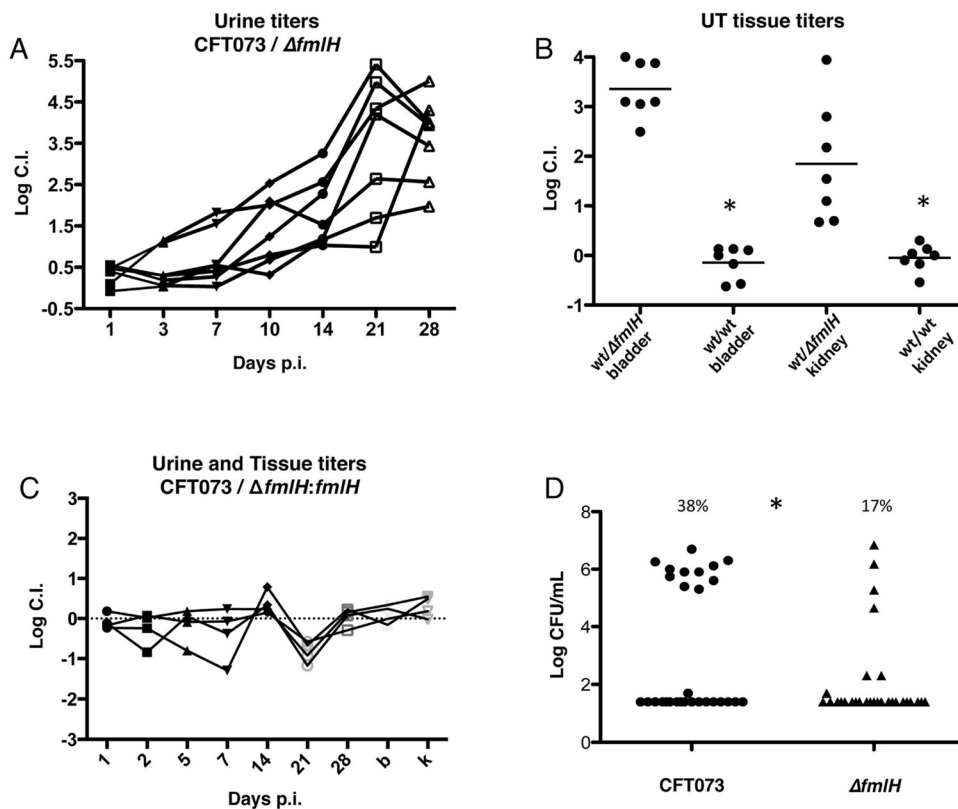 A
Urine titers
CFT073 / ΔfmlH
Log C.I.
5.5
4.5
3.5
2.5
1.5
0.5
-0.5
1 3 7 10 14 21 28
Days p.i.
B
UT tissue titers
Log C.I.
4
3
2
1
0
-1
*
*
wt/ΔfmlH bladder
wt/wt bladder
wt/ΔfmlH kidney
wt/wt kidney
C
Urine and Tissue titers
CFT073 / ΔfmlH:fmlH
Log C.I.
3
2
1
0
-1
-2
-3
1 2 5 7 14 21 28 b k
Days p.i.
D
38% * 17%
Log CFU/mL
8
6
4
2
0
CFT073 ΔfmlH